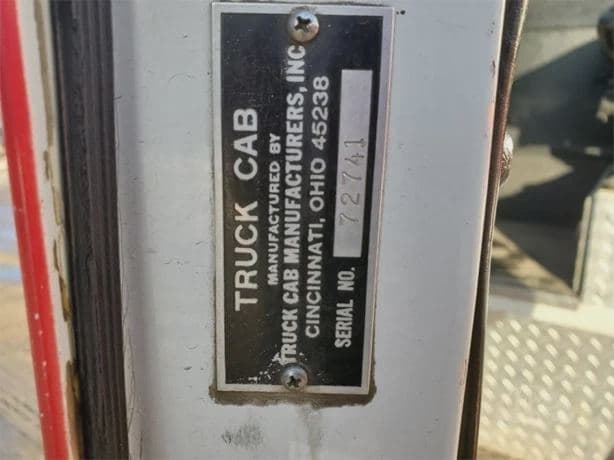 TRUCK CAB
MANUFACTURED BY
TRUCK CAB MANUFACTURERS, INC
CINCINNATI, OHIO 45238
SERIAL NO. 72741